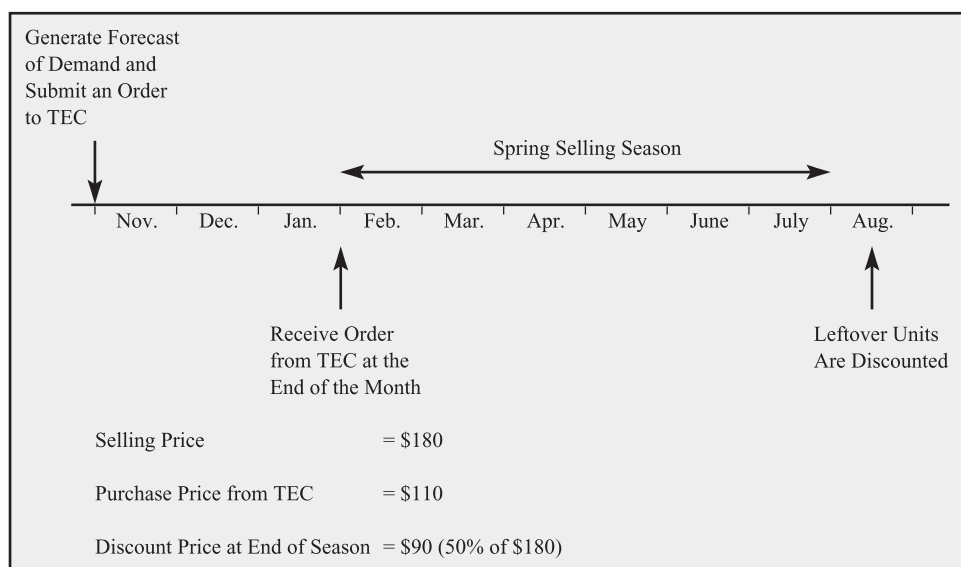 Generate Forecast
of Demand and
Submit an Order
to TEC
Spring Selling Season
Nov. Dec. Jan. Feb. Mar. Apr. May June July Aug.
Receive Order
from TEC at the
End of the Month
Leftover Units
Are Discounted
Selling Price = $180
Purchase Price from TEC = $110
Discount Price at End of Season = $90 (50% of $180)